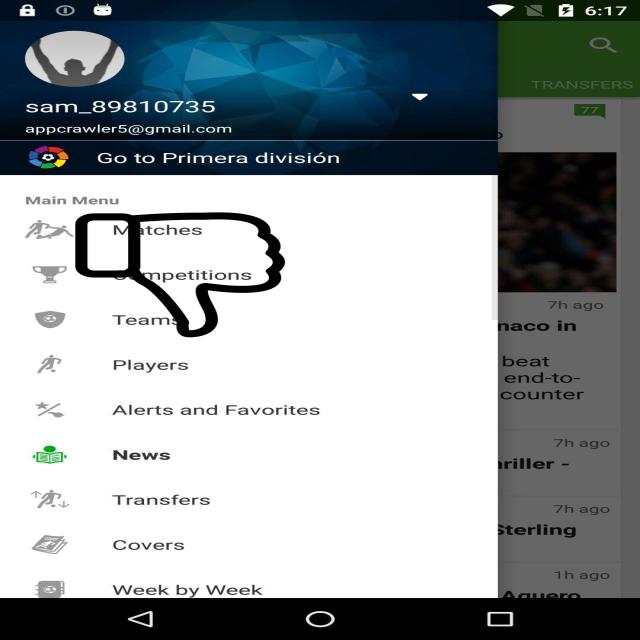 6:17
sam_89810735
appcrawler5@gmail.com
Go to Primera división
TRANSFERS
77
Main Menu
Matches
Competitions
Teams
Players
Alerts and Favorites
News
Transfers
Covers
Week by Week
7h ago
naco in
beat
end-to-
counter
7h ago
hriller -
7h ago
Sterling
1h ago
Aguero